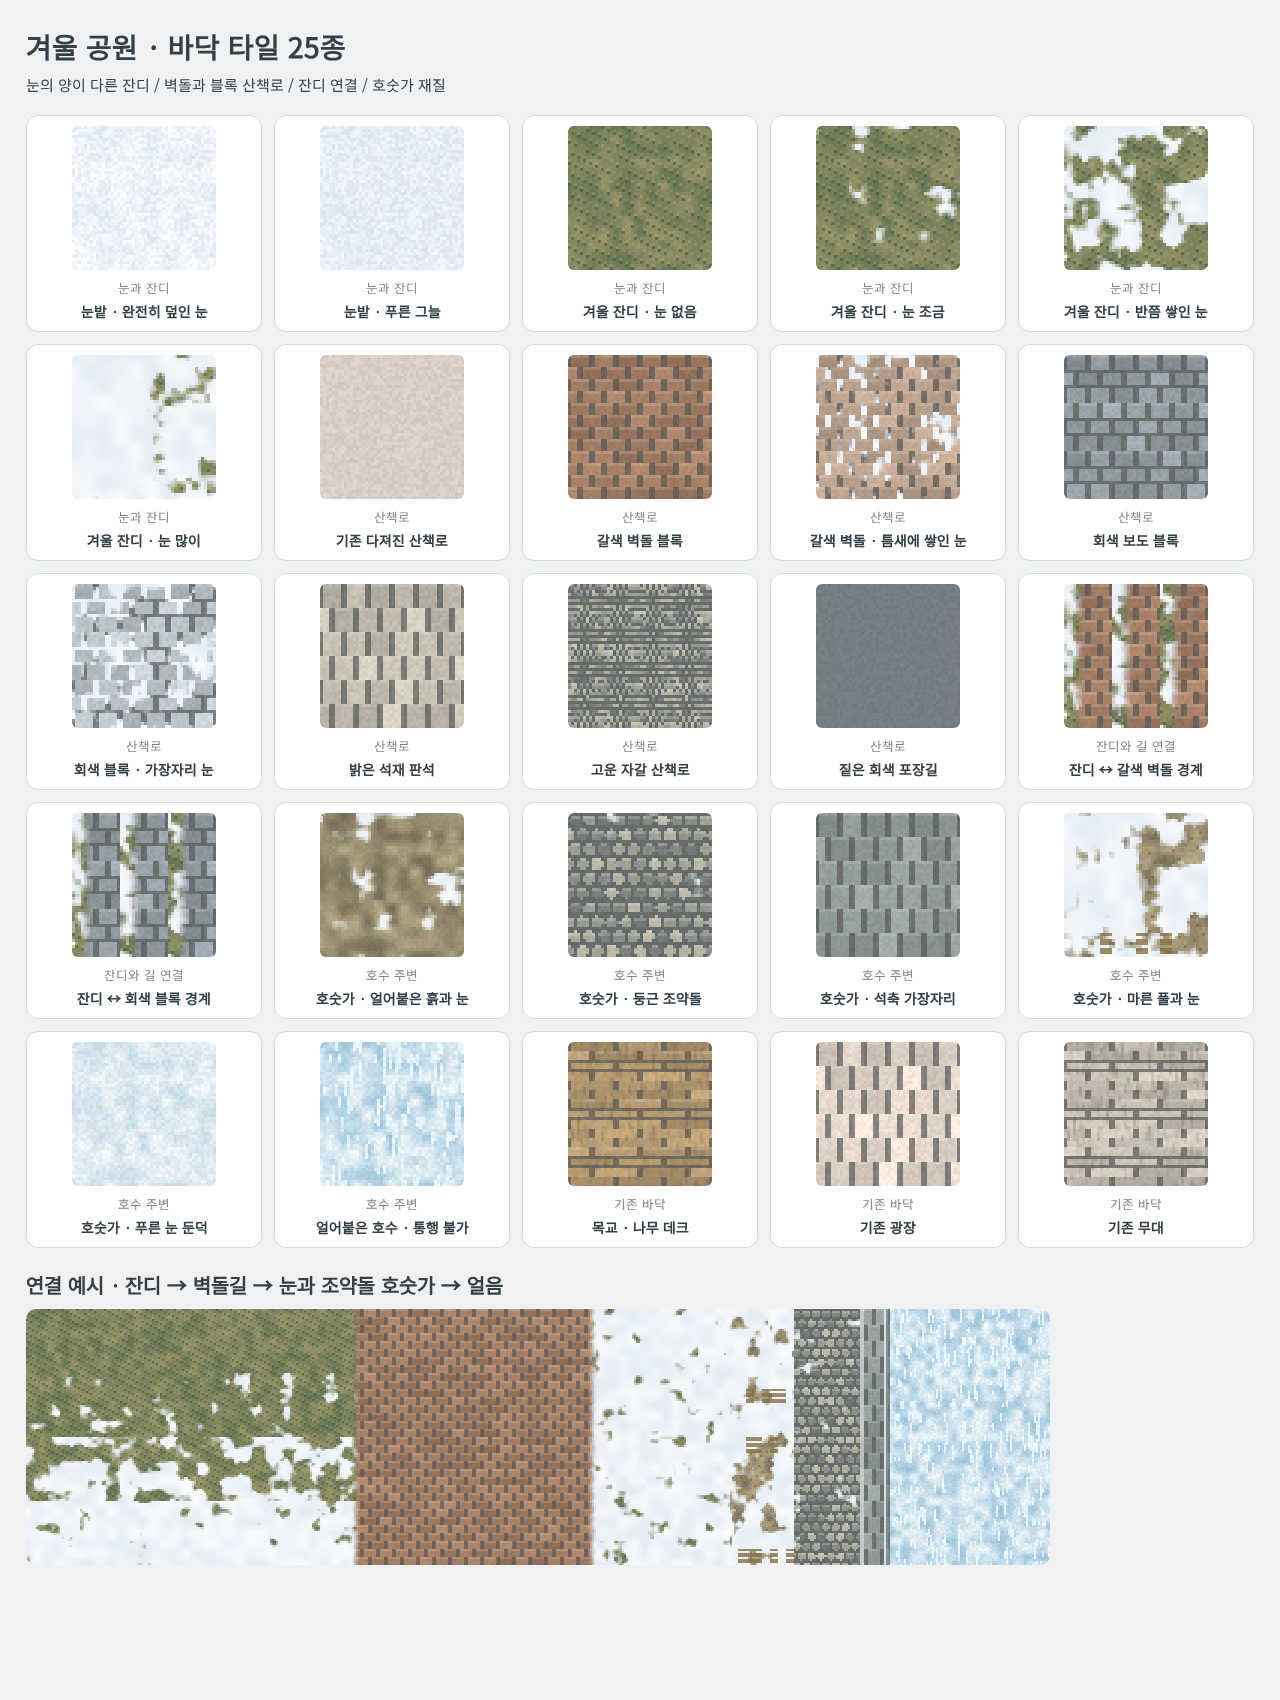 겨울 공원 · 바닥 타일 25종
눈의 양이 다른 잔디 / 벽돌과 블록 산책로 / 잔디 연결 / 호숫가 재질
눈과 잔디
눈밭 · 완전히 덮인 눈
눈과 잔디
눈밭 · 푸른 그늘
눈과 잔디
겨울 잔디 · 눈 없음
눈과 잔디
겨울 잔디 · 눈 조금
눈과 잔디
겨울 잔디 · 반쯤 쌓인 눈
눈과 잔디
겨울 잔디 · 눈 많이
산책로
기존 다져진 산책로
산책로
갈색 벽돌 블록
산책로
갈색 벽돌 · 틈새에 쌓인 눈
산책로
회색 보도 블록
산책로
회색 블록 · 가장자리 눈
산책로
밝은 석재 판석
산책로
고운 자갈 산책로
산책로
짙은 회색 포장길
잔디와 길 연결
잔디 ↔ 갈색 벽돌 경계
잔디와 길 연결
잔디 ↔ 회색 블록 경계
호수 주변
호숫가 · 얼어붙은 흙과 눈
호수 주변
호숫가 · 둥근 조약돌
호수 주변
호숫가 · 석축 가장자리
호수 주변
호숫가 · 마른 풀과 눈
호수 주변
호숫가 · 푸른 눈 둔덕
호수 주변
얼어붙은 호수 · 통행 불가
기존 바닥
목교 · 나무 데크
기존 바닥
기존 광장
기존 바닥
기존 무대
연결 예시 · 잔디 → 벽돌길 → 눈과 조약돌 호숫가 → 얼음